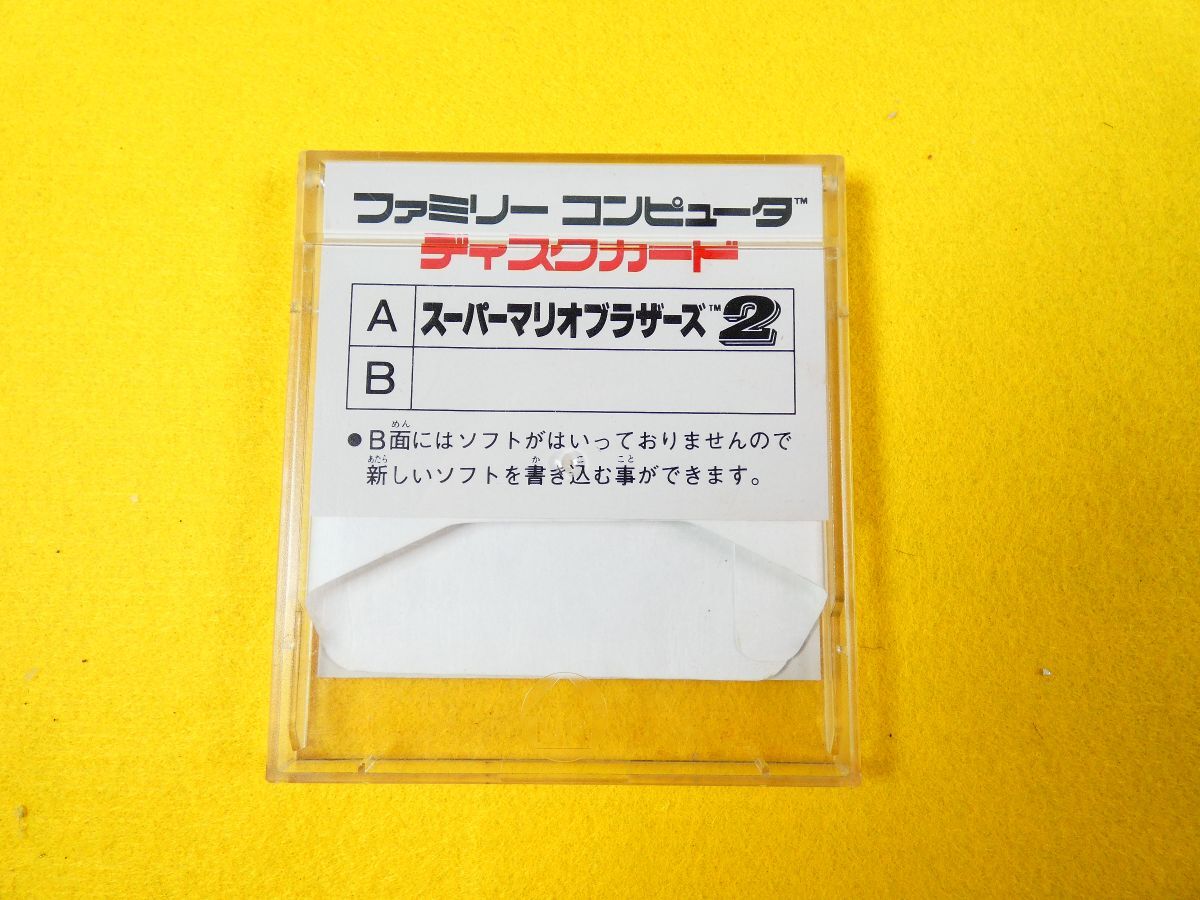 ファミリー コンピュータ™
ディスクカード
A スーパーマリオブラザーズ™2
B
●B面にはソフトがはいっておりませんので
新しいソフトを書き込む事ができます。